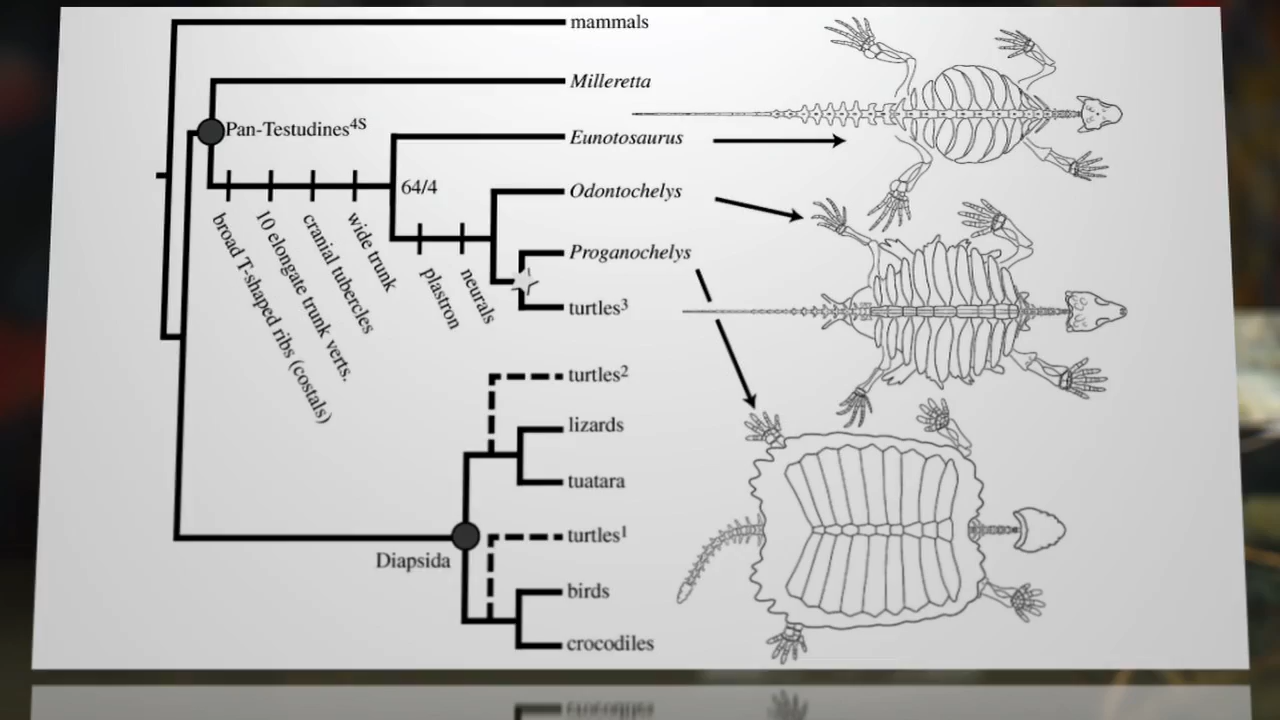 mammals
Milleretta
Pan-Testudines⁴ˢ
Eunotosaurus
64/4
Odontochelys
broad T-shaped ribs (costals)
10 elongate trunk verts.
cranial tubercles
wide trunk
plastron
neurals
Proganochelys
turtles³
turtles²
lizards
tuatara
turtles¹
Diapsida
birds
crocodiles